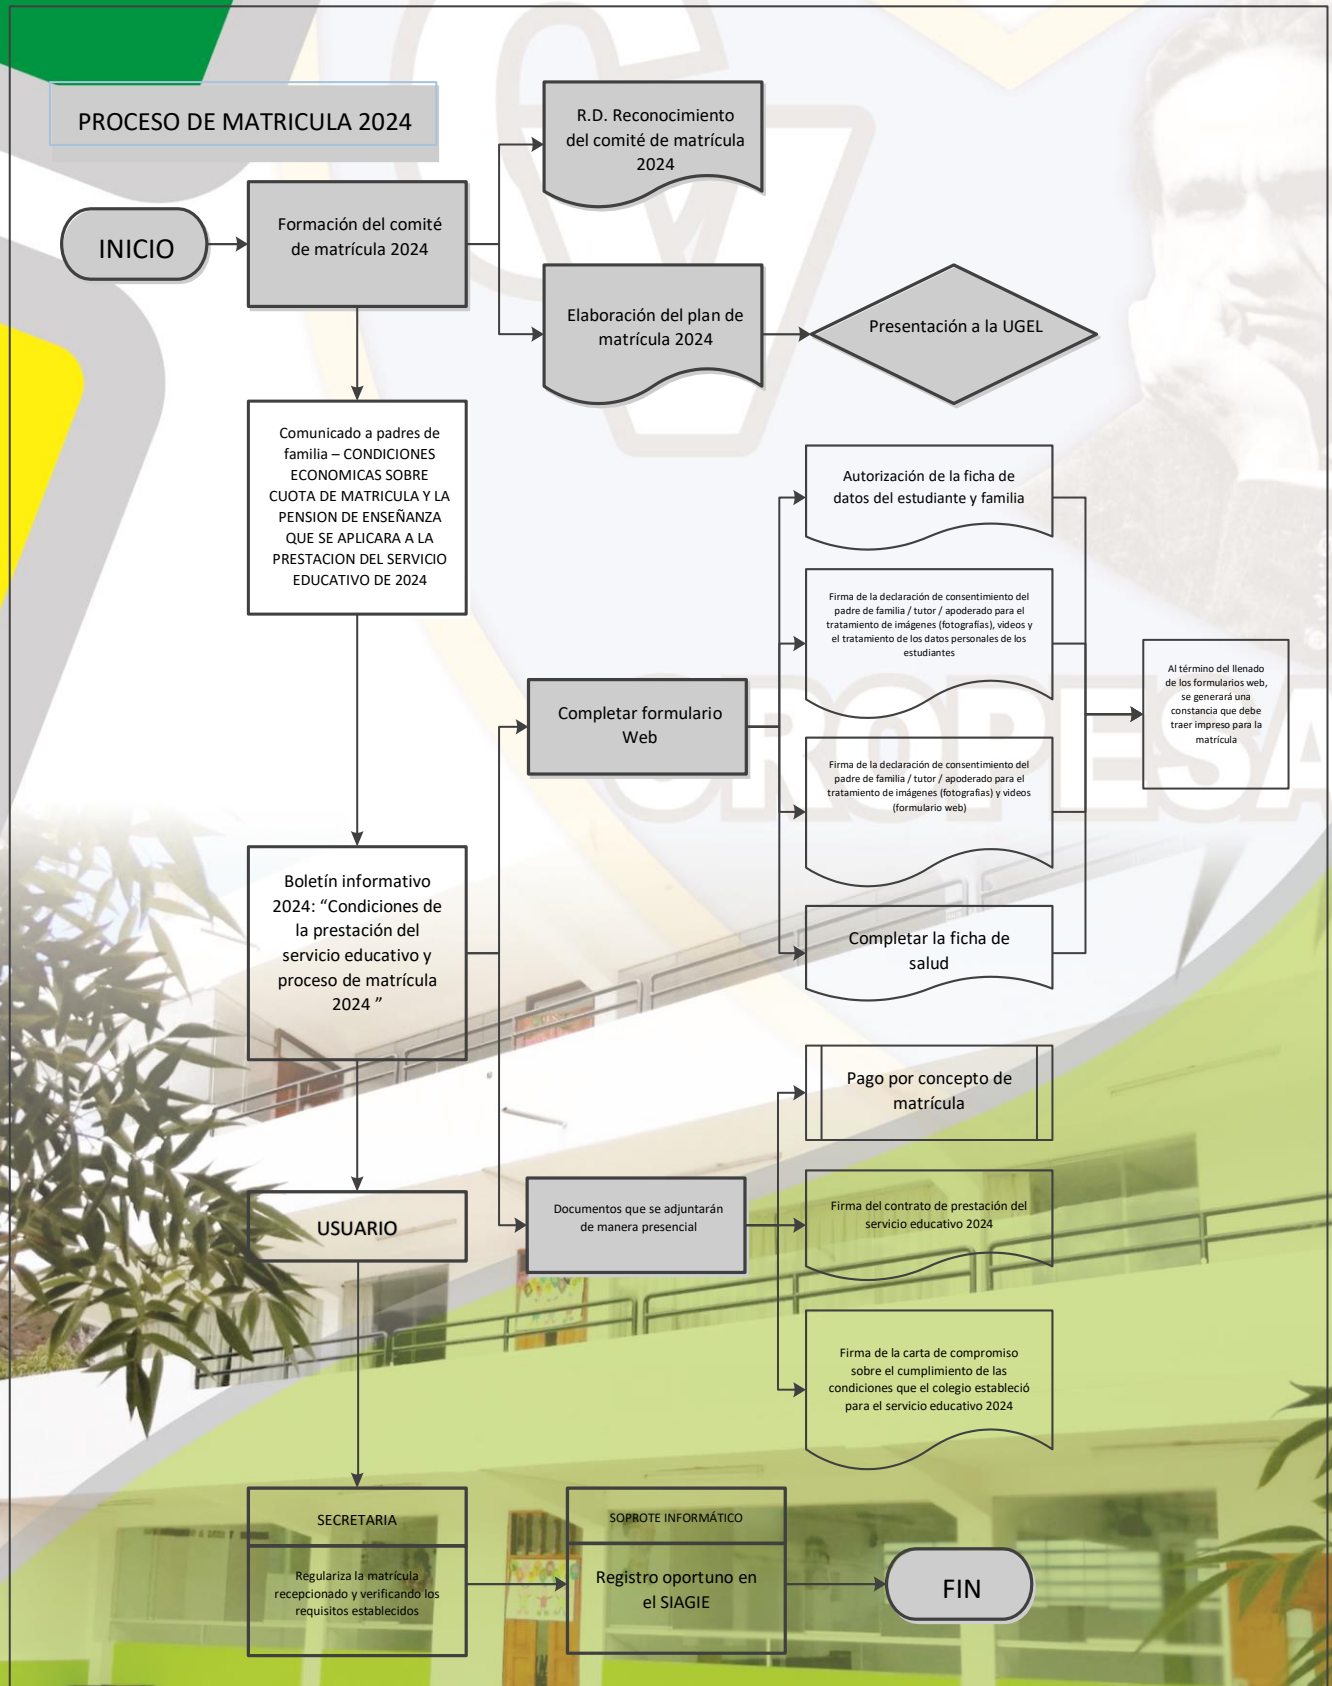 PROCESO DE MATRICULA 2024
R.D. Reconocimiento
del comité de matrícula
2024
INICIO
Formación del comité
de matrícula 2024
Elaboración del plan de
matrícula 2024
Presentación a la UGEL
Comunicado a padres de
familia – CONDICIONES
ECONOMICAS SOBRE
CUOTA DE MATRICULA Y LA
PENSION DE ENSEÑANZA
QUE SE APLICARA A LA
PRESTACION DEL SERVICIO
EDUCATIVO DE 2024
Autorización de la ficha de
datos del estudiante y familia
Firma de la declaración de consentimiento del
padre de familia / tutor / apoderado para el
tratamiento de imágenes (fotografías), videos y
el tratamiento de los datos personales de los
estudiantes
Completar formulario
Web
Al término del llenado
de los formularios web,
se generará una
constancia que debe
traer impreso para la
matrícula
Firma de la declaración de consentimiento del
padre de familia / tutor / apoderado para el
tratamiento de imágenes (fotografías) y videos
(formulario web)
OROPESA
Boletín informativo
2024: “Condiciones de
la prestación del
servicio educativo y
proceso de matrícula
2024 ”
Completar la ficha de
salud
Pago por concepto de
matrícula
USUARIO
Documentos que se adjuntarán
de manera presencial
Firma del contrato de prestación del
servicio educativo 2024
Firma de la carta de compromiso
sobre el cumplimiento de las
condiciones que el colegio estableció
para el servicio educativo 2024
SECRETARIA
Regulariza la matrícula
recepcionado y verificando los
requisitos establecidos
SOPROTE INFORMÁTICO
Registro oportuno en
el SIAGIE
FIN